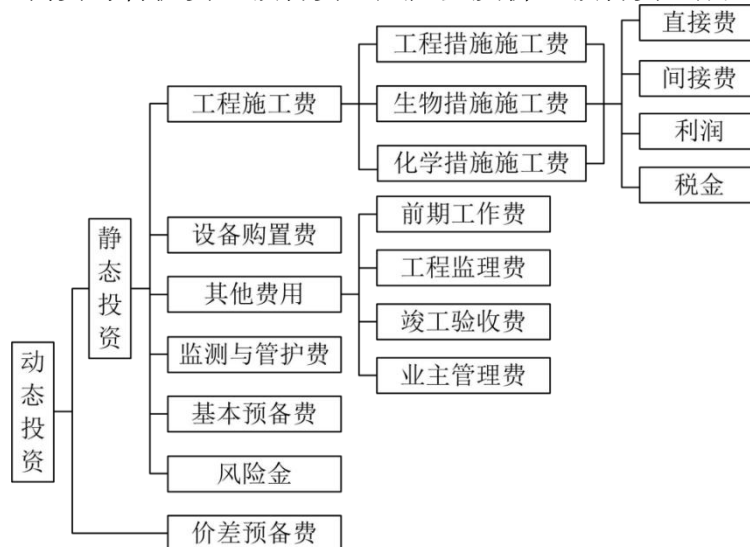 直接费
工程措施施工费
间接费
工程施工费
生物措施施工费
利润
化学措施施工费
税金
前期工作费
静态投资
设备购置费
工程监理费
其他费用
竣工验收费
动态投资
监测与管护费
业主管理费
基本预备费
风险金
价差预备费